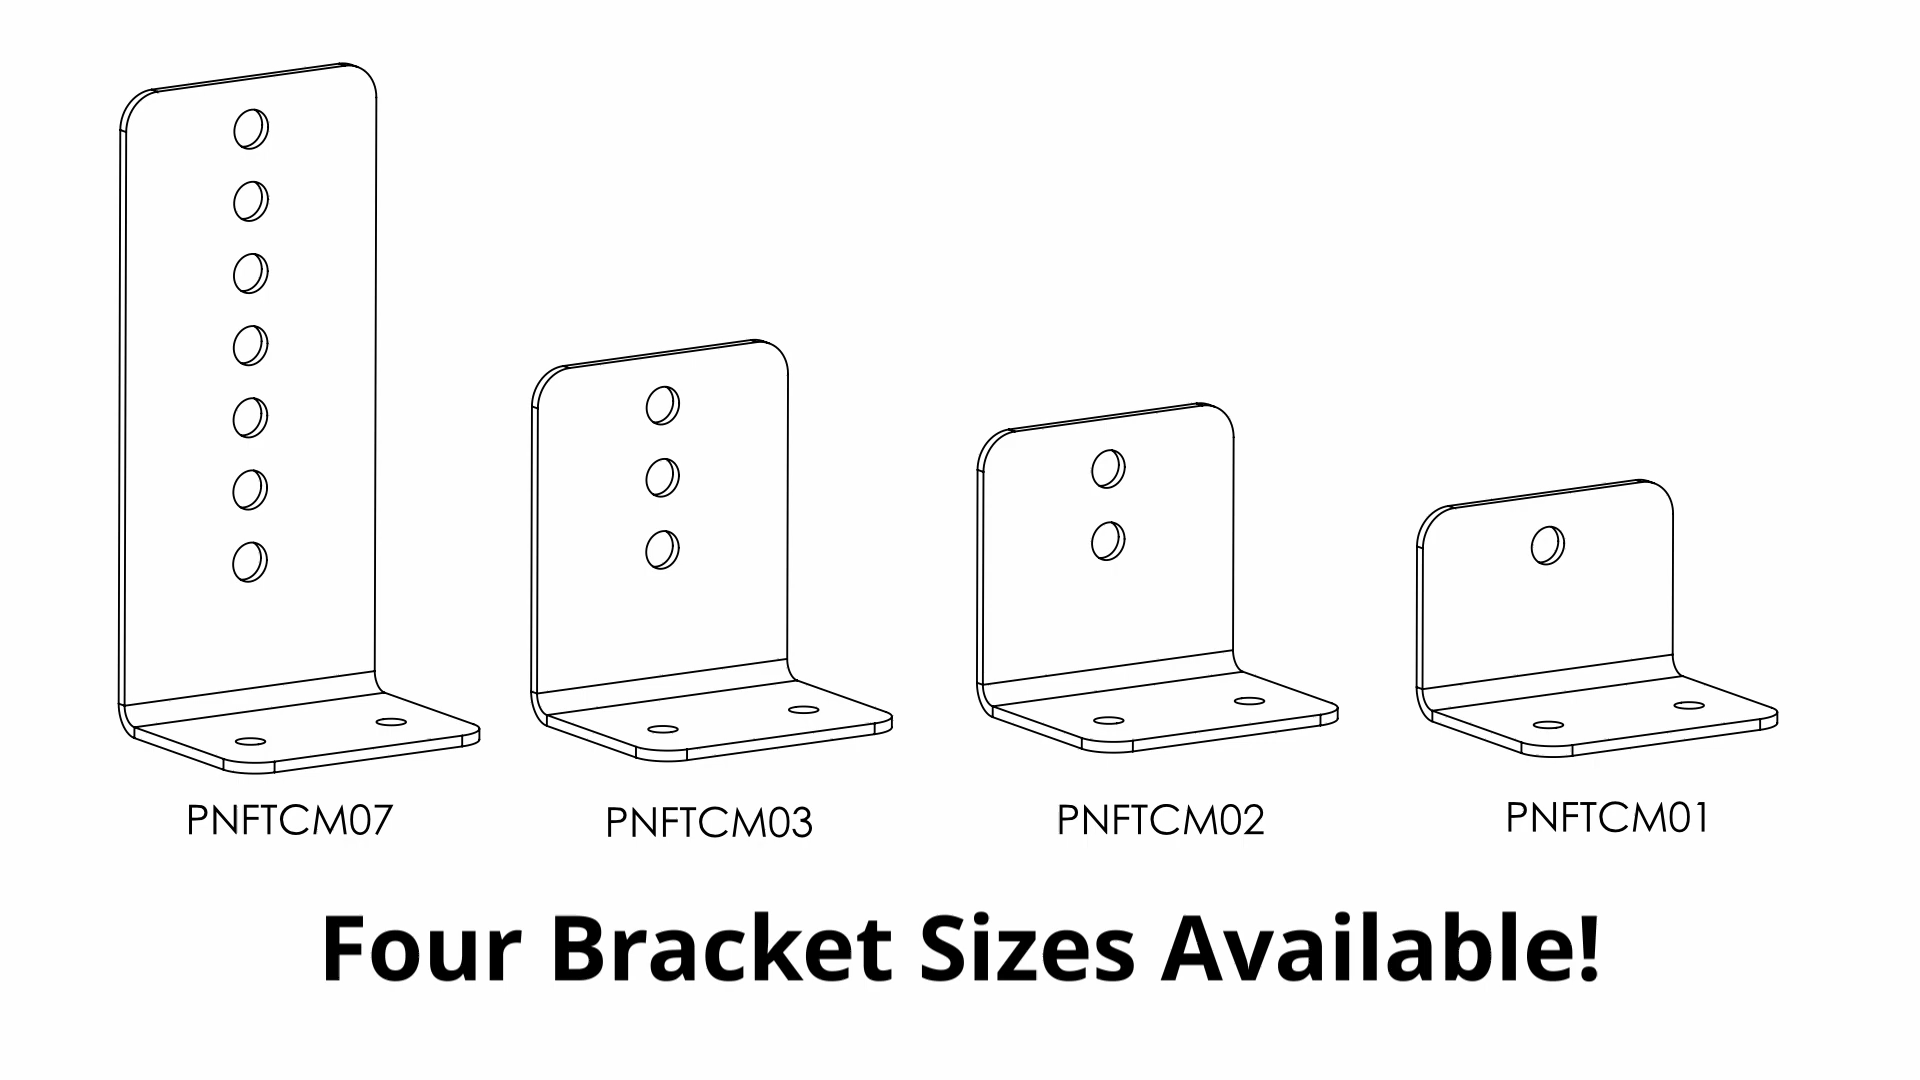 PNFTCM07
PNFTCM03
PNFTCM02
PNFTCM01
Four Bracket Sizes Available!